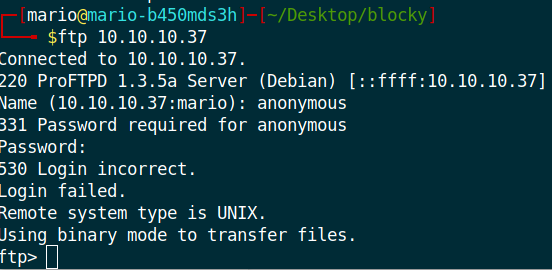 [mario@mario-b450mds3h]-[~/Desktop/blocky]
$ftp 10.10.10.37
Connected to 10.10.10.37.
220 ProFTPD 1.3.5a Server (Debian) [::ffff:10.10.10.37]
Name (10.10.10.37:mario): anonymous
331 Password required for anonymous
Password:
530 Login incorrect.
Login failed.
Remote system type is UNIX.
Using binary mode to transfer files.
ftp>